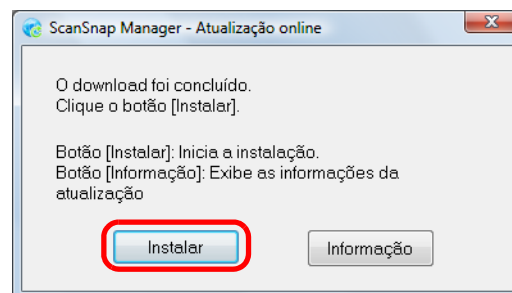 ScanSnap Manager - Atualização online
O download foi concluído.
Clique o botão [Instalar].
Botão [Instalar]: Inicia a instalação.
Botão [Informação]: Exibe as informações da
atualização
Instalar
Informação